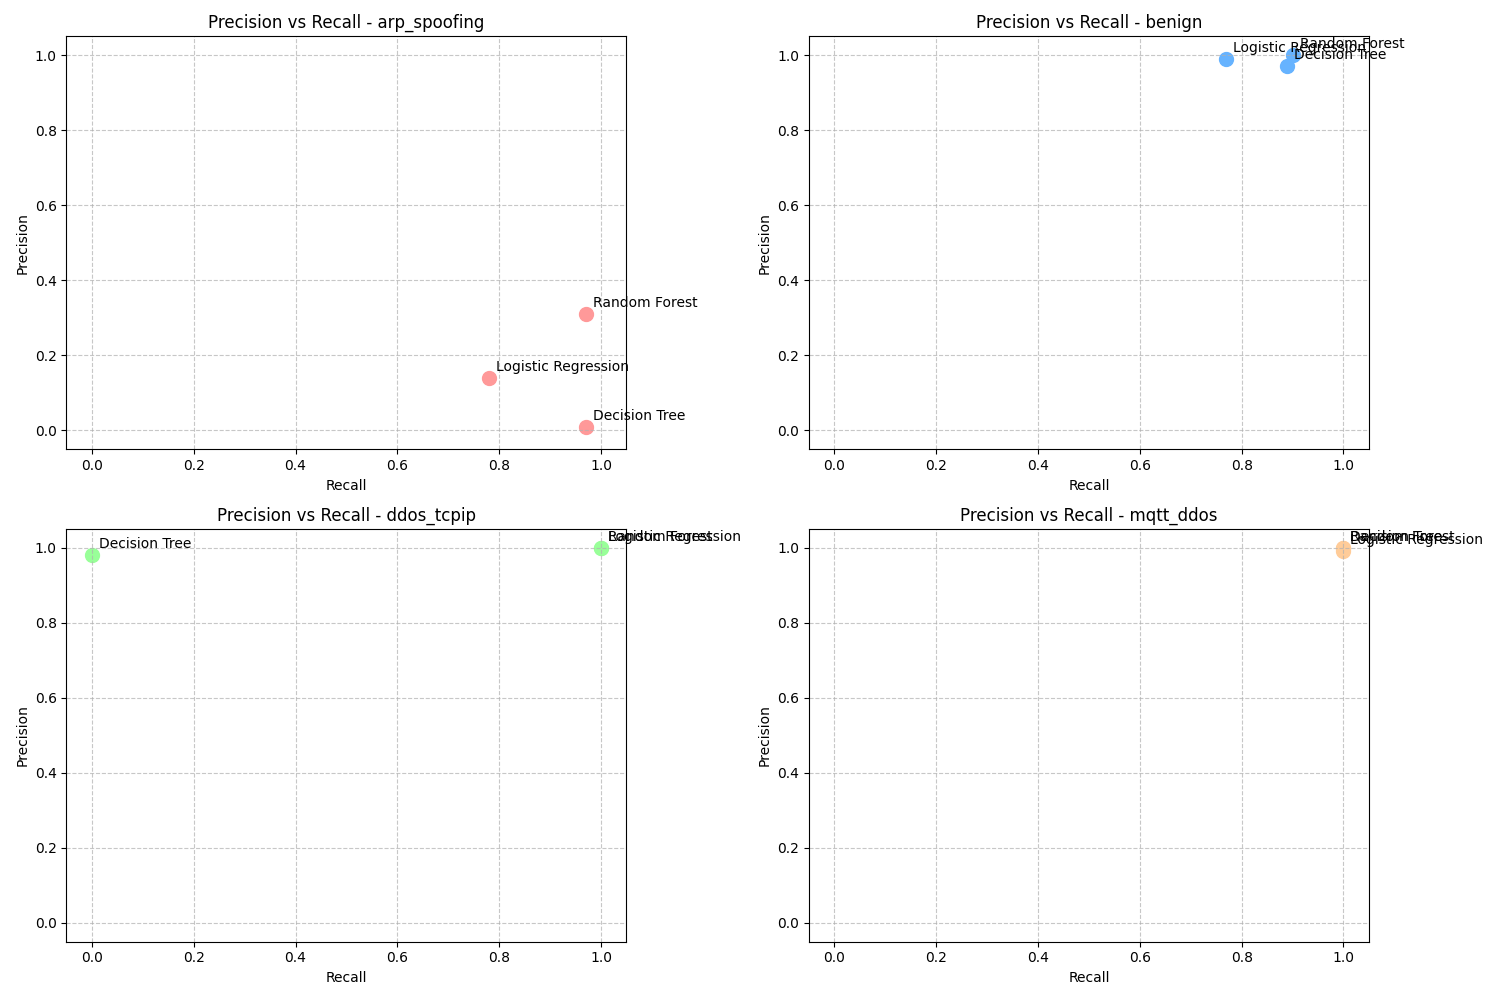 Precision vs Recall - arp_spoofing
Precision
1.0
0.8
0.6
0.4
0.2
0.0
Random Forest
Logistic Regression
Decision Tree
0.0 0.2 0.4 0.6 0.8 1.0
Recall
Precision vs Recall - benign
Precision
1.0
0.8
0.6
0.4
0.2
0.0
Random Forest
Logistic Regression
Decision Tree
0.0 0.2 0.4 0.6 0.8 1.0
Recall
Precision vs Recall - ddos_tcpip
Precision
1.0
0.8
0.6
0.4
0.2
0.0
Decision Tree
Random Forest
Logistic Regression
0.0 0.2 0.4 0.6 0.8 1.0
Recall
Precision vs Recall - mqtt_ddos
Precision
1.0
0.8
0.6
0.4
0.2
0.0
Random Forest
Decision Tree
Logistic Regression
0.0 0.2 0.4 0.6 0.8 1.0
Recall